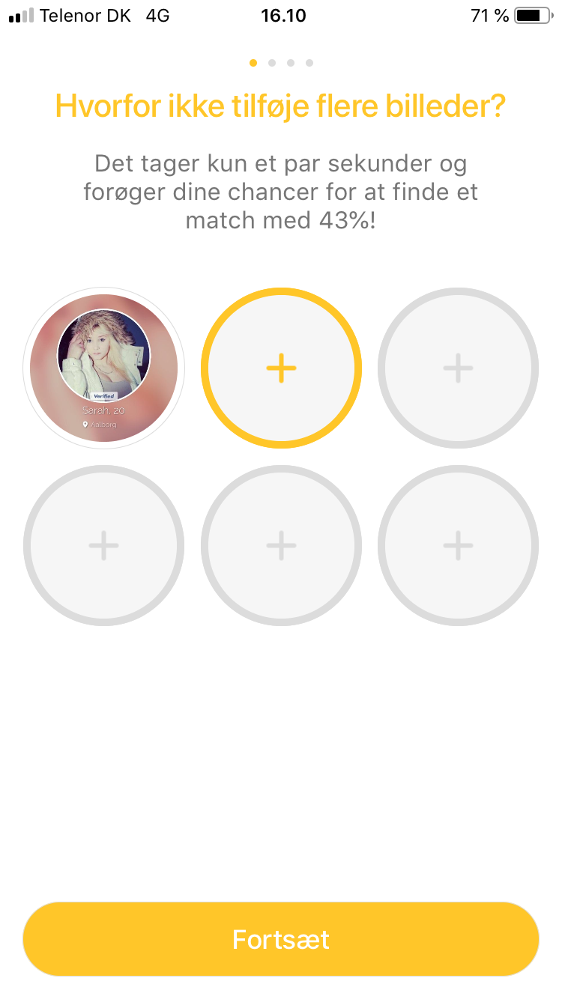 Telenor DK 4G 16.10 71 %
Hvorfor ikke tilføje flere billeder?
Det tager kun et par sekunder og
forøger dine chancer for at finde et
match med 43%!
Verified
Sarah, 20
Aalborg
Fortsæt